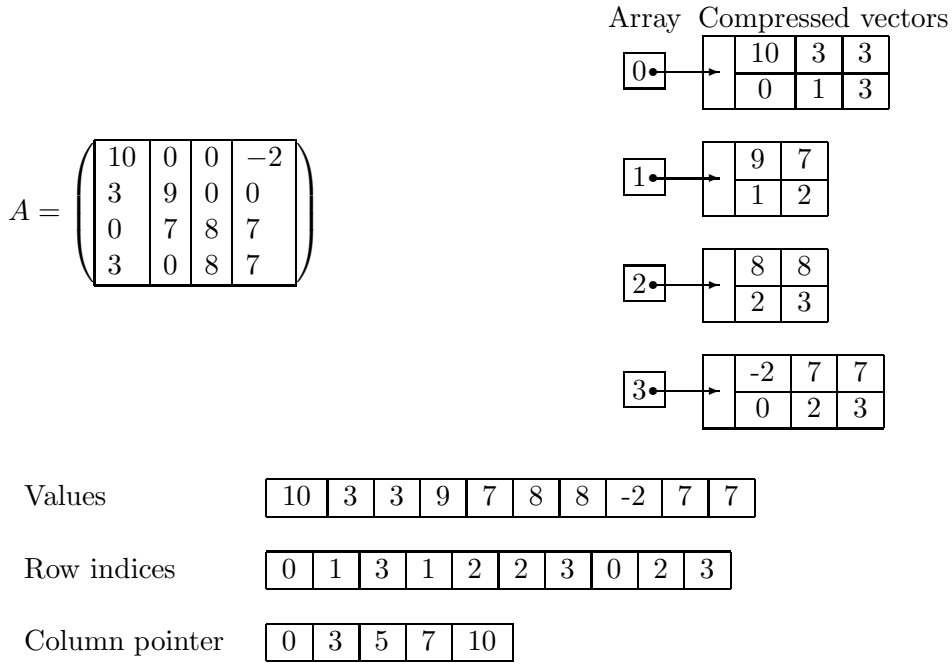 Array Compressed vectors
0 10 3 3
0 1 3
1 9 7
1 2
2 8 8
2 3
3 -2 7 7
0 2 3
A =
10 0 0 −2
3 9 0 0
0 7 8 7
3 0 8 7
Values 10 3 3 9 7 8 8 -2 7 7
Row indices 0 1 3 1 2 2 3 0 2 3
Column pointer 0 3 5 7 10